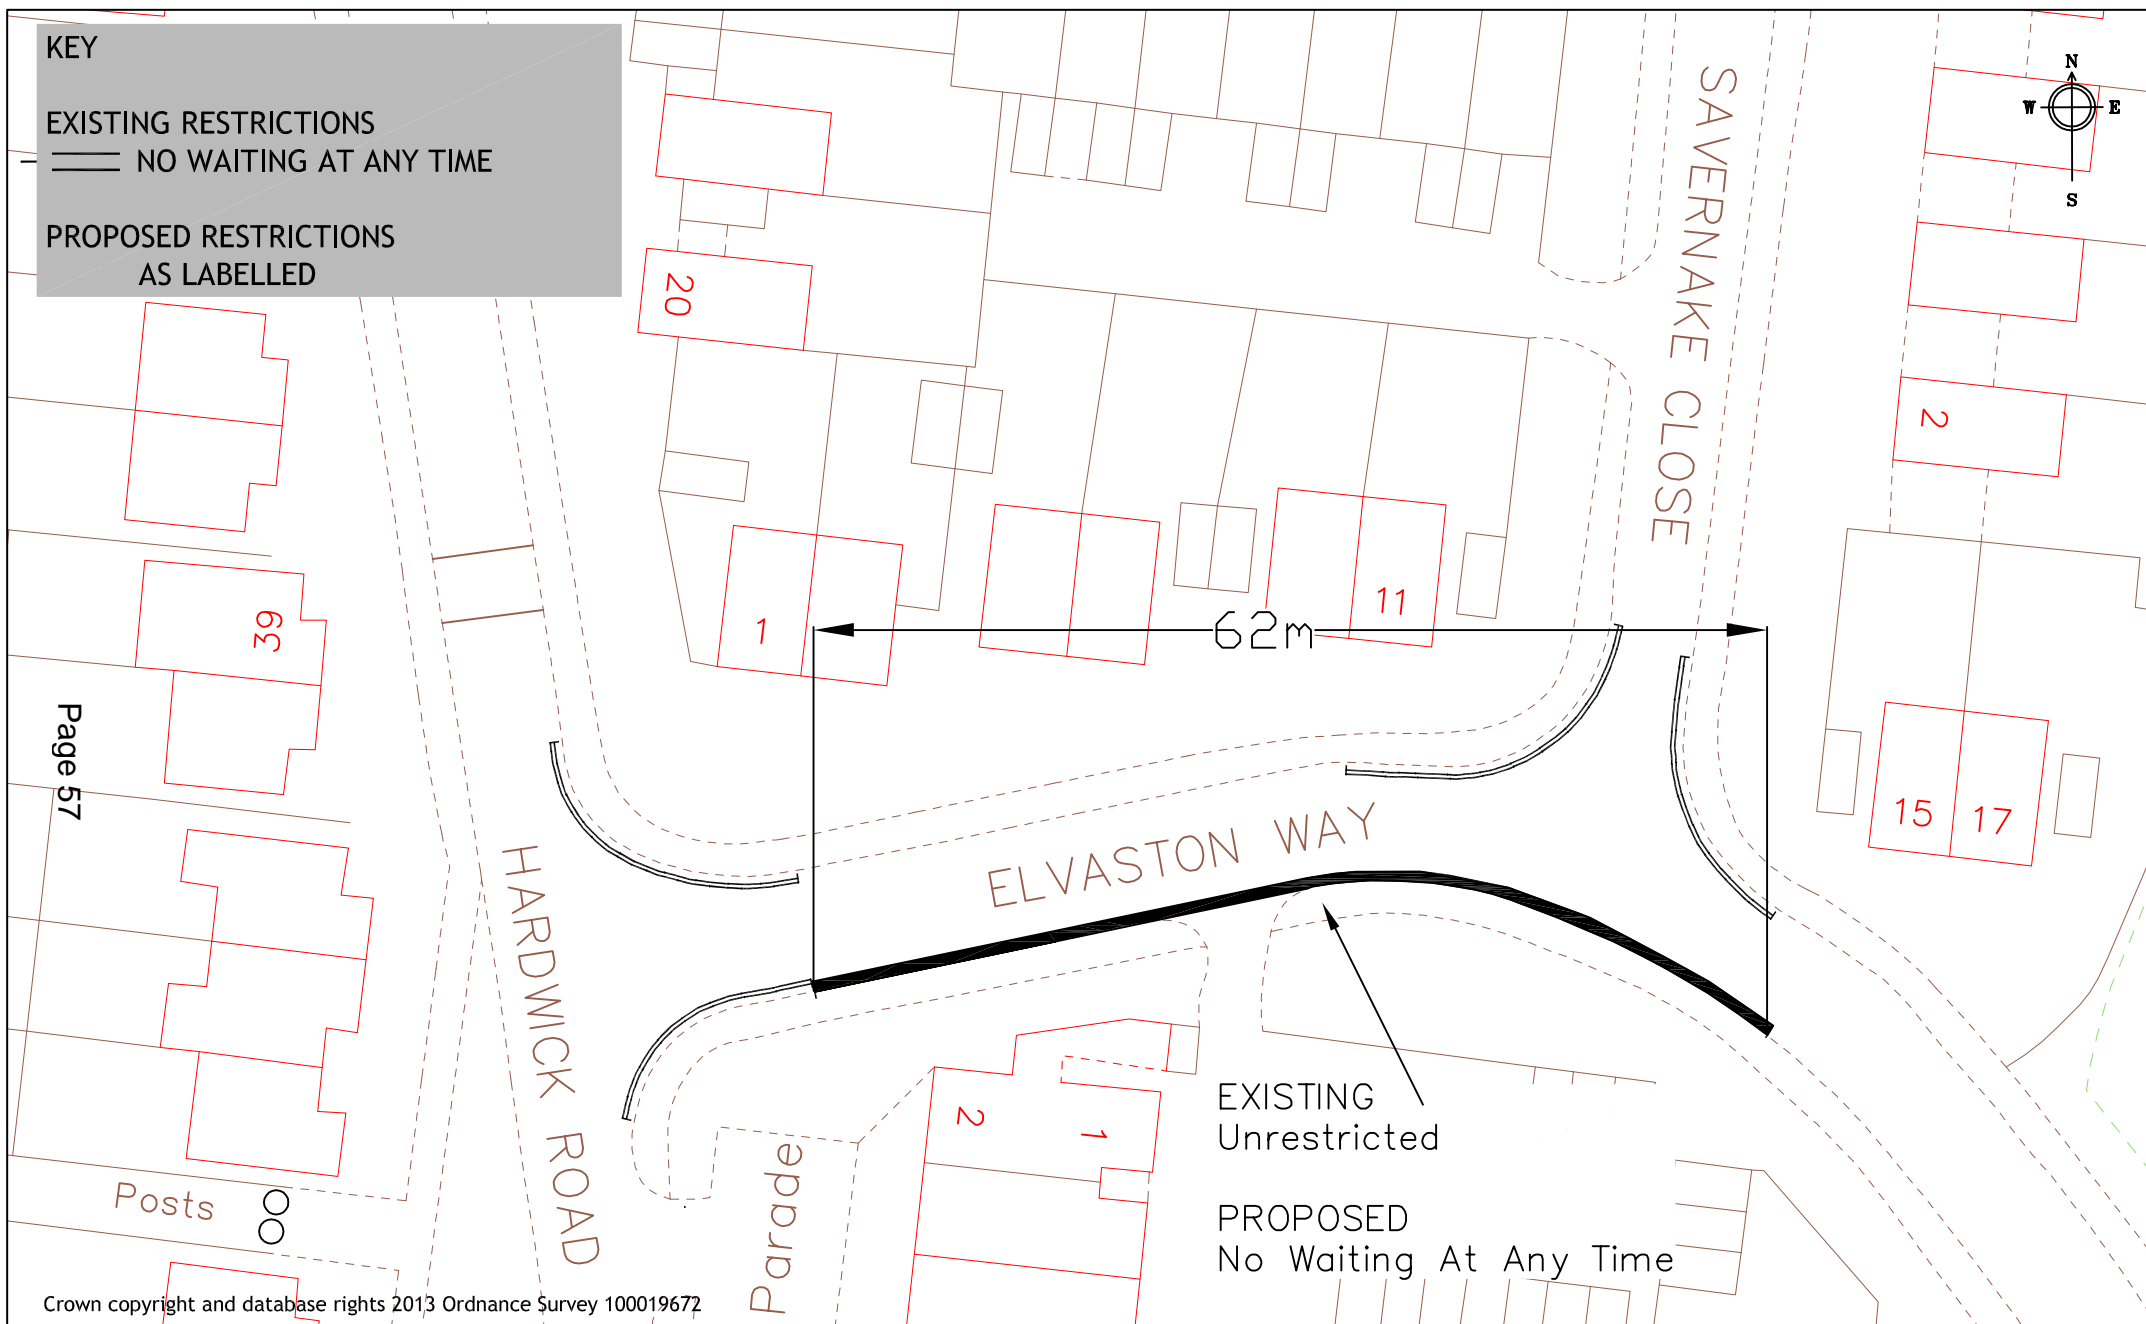 KEY
EXISTING RESTRICTIONS
NO WAITING AT ANY TIME
PROPOSED RESTRICTIONS
AS LABELLED
N
W E
S
SAVERNAKE CLOSE
20
2
39
1
11
62m
15 17
Page 57
ELVASTON WAY
HARDWICK ROAD
2
1
EXISTING
Unrestricted
PROPOSED
No Waiting At Any Time
Posts
Parade
Crown copyright and database rights 2013 Ordnance Survey 100019672